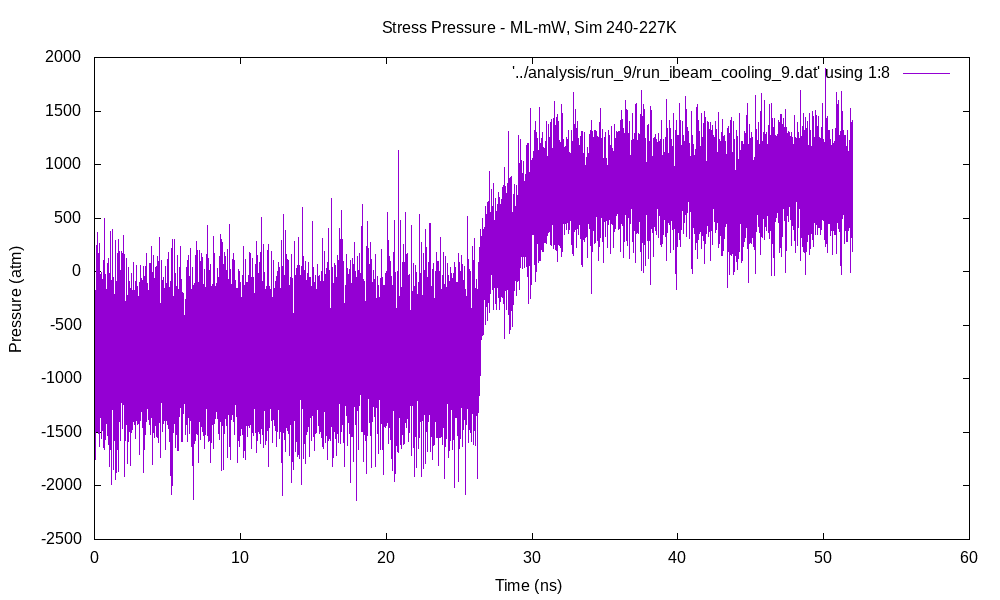 Stress Pressure - ML-mW, Sim 240-227K
'../analysis/run_9/run_ibeam_cooling_9.dat' using 1:8
2000
1500
1000
500
0
-500
-1000
-1500
-2000
-2500
Pressure (atm)
0 10 20 30 40 50 60
Time (ns)